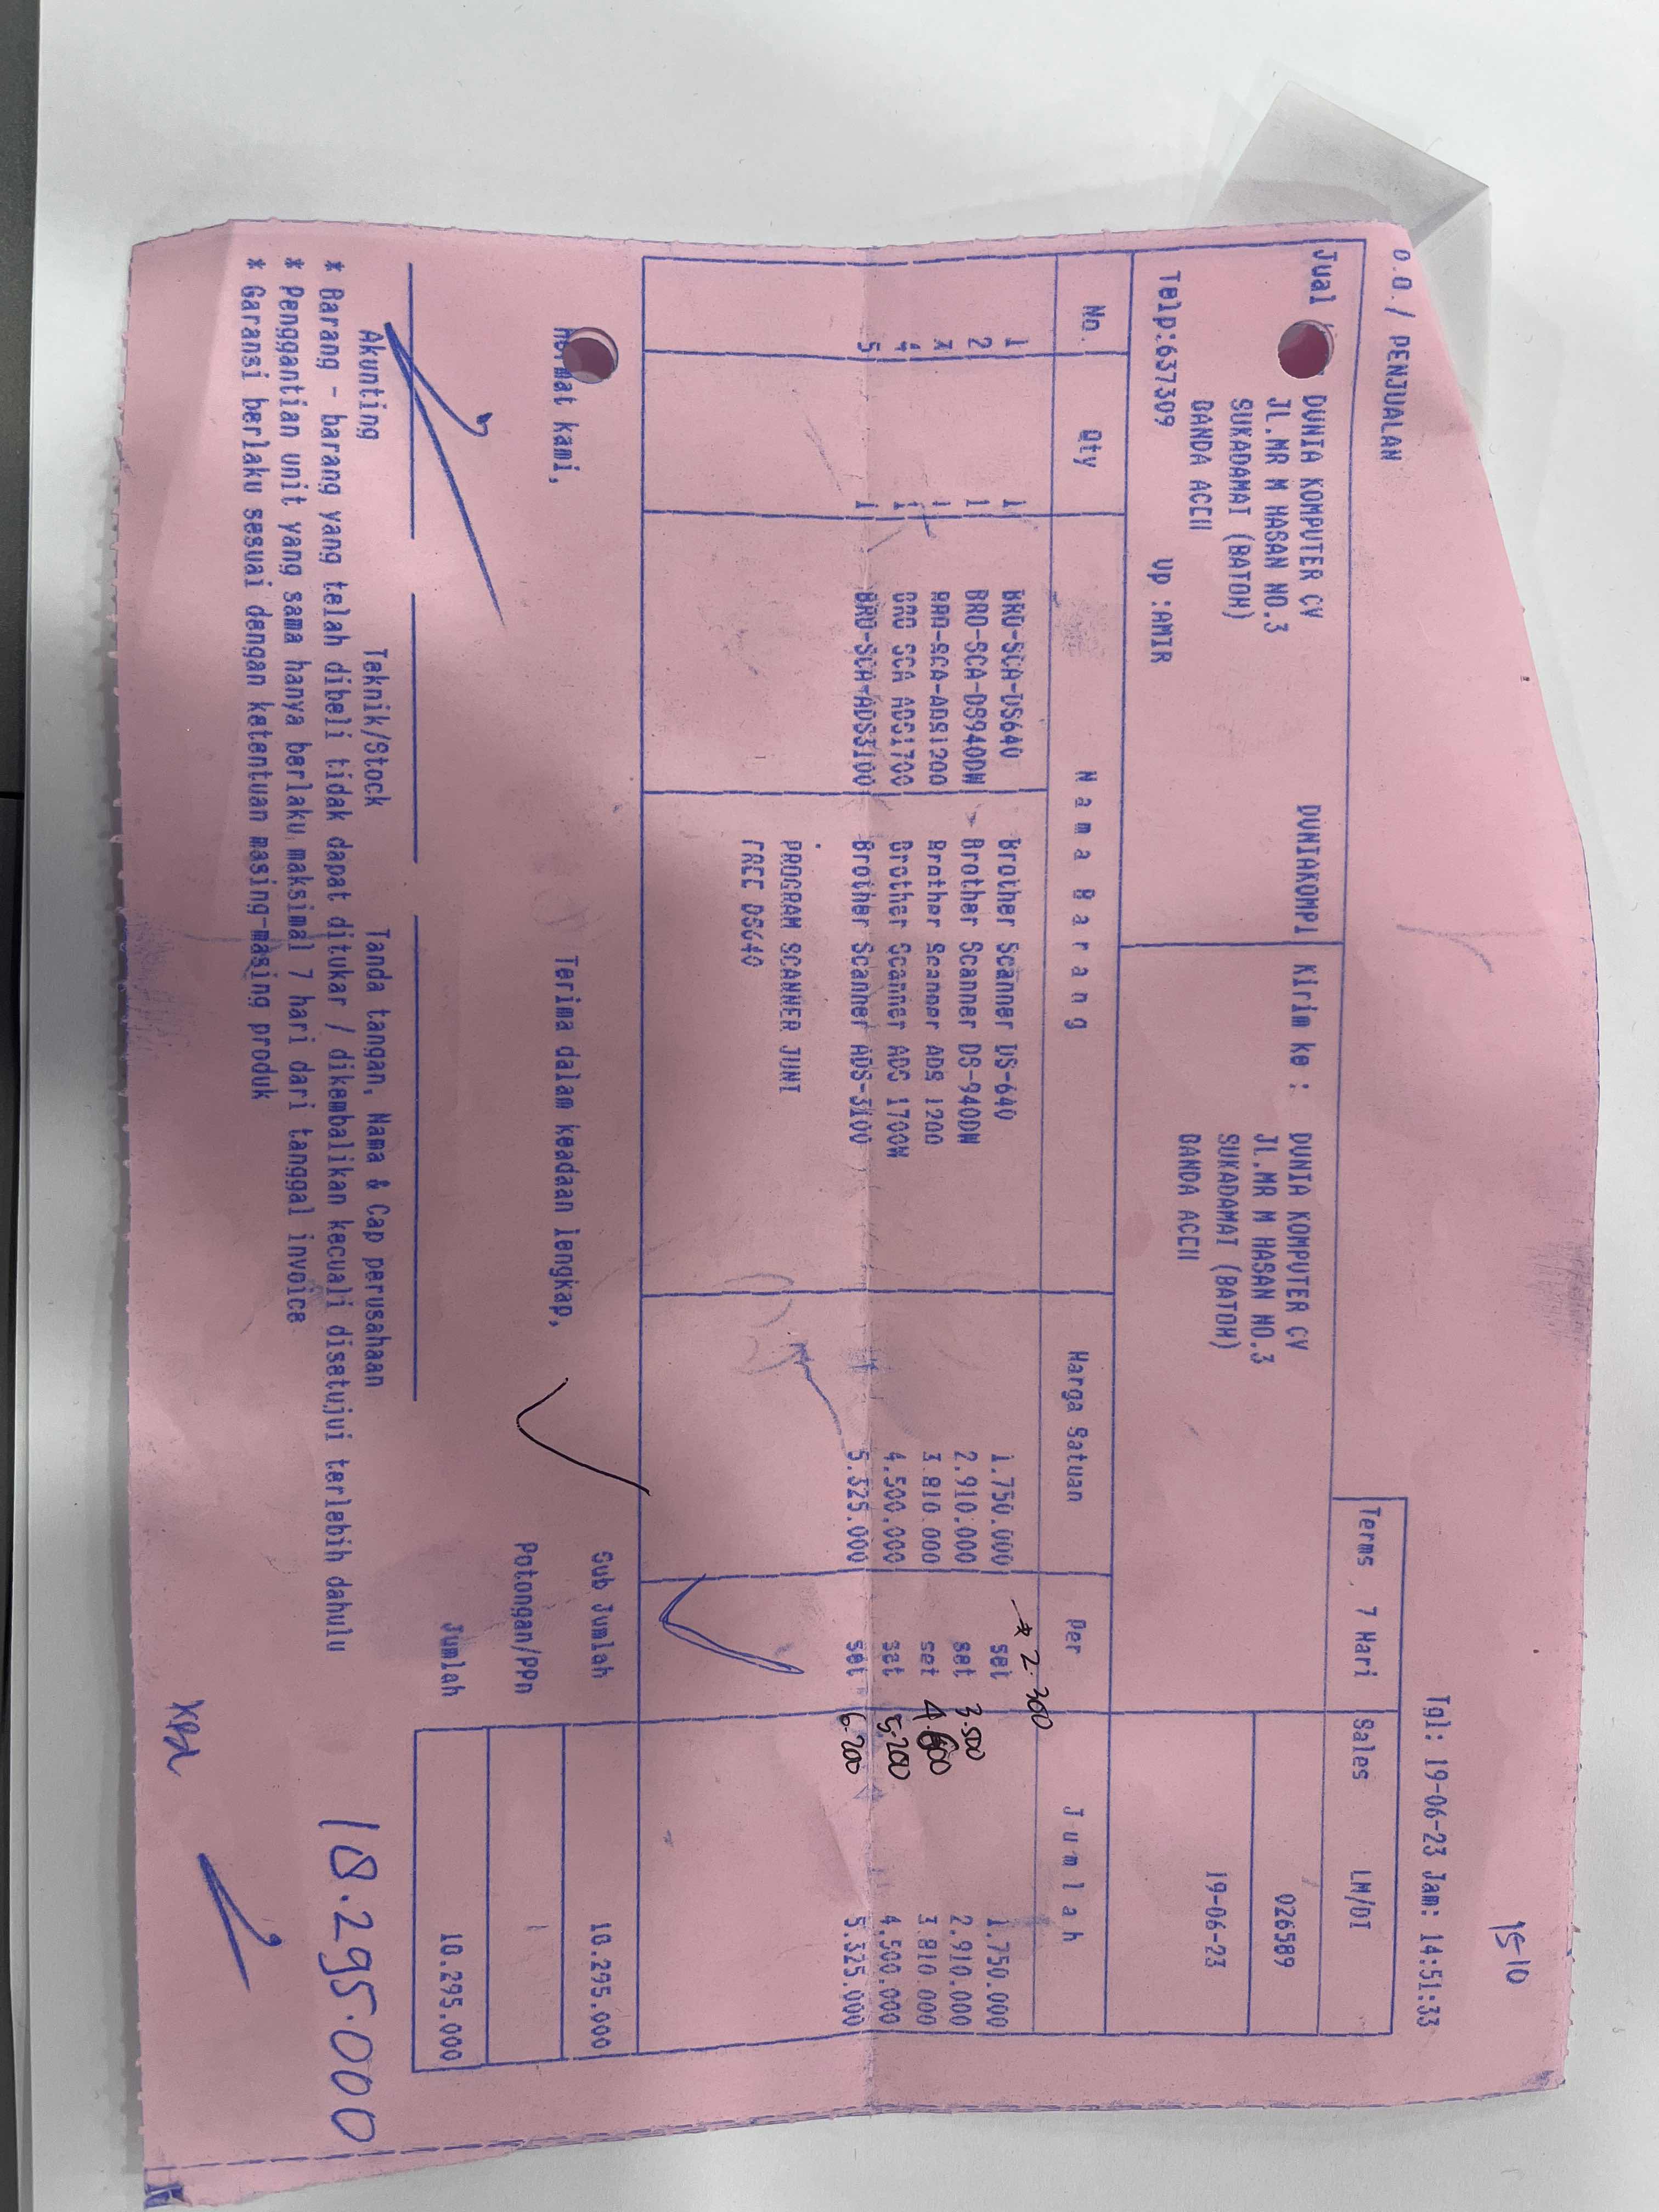 15-10
O.O./ PENJUALAN
Tgl: 19-06-23 Jam: 14:51:33
Terms 7 Hari Sales LM/DI
Jual DUNIAKOMP1 Kirim ke :
DUNIA KOMPUTER CV DUNIA KOMPUTER CV 026589
JL.MR M HASAN NO.3 JL.MR M HASAN NO.3
SUKADAMAI (BATOH) SUKADAMAI (BATOH) 19-06-23
BANDA ACEH BANDA ACEH
Telp:637309 Up :AMIR
No. Qty Nama Barang Harga Satuan Per Jumlah
2.300
1 1 BRO-SCA-DS640 Brother Scanner DS-640 1.750.000 set 1.750.000
2 1 BRO-SCA-DS940DW Brother Scanner DS-940DW 2.910.000 set 3.500 2.910.000
3 1 BRO-SCA-ADS1200 Brother Scanner ADS 1200 3.810.000 set 4.600 3.810.000
4 1 BRO SCA ADS1700 Brother Scanner ADS 1700W 4.500.000 set 5.200 4.500.000
5 1 BRO-SCA-ADS3100 Brother Scanner ADS-3100 5.325.000 set 6.200 5.325.000
PROGRAM SCANNER JUNI
FREE DS640
Sub Jumlah 18.295.000
Hormat kami, Terima dalam keadaan lengkap,
Potongan/PPn
Jumlah 18.295.000
Akunting Teknik/Stock Tanda tangan, Nama & Cap perusahaan
* Barang - barang yang telah dibeli tidak dapat ditukar / dikembalikan kecuali disetujui terlebih dahulu
18.295.000
* Penggantian unit yang sama hanya berlaku maksimal 7 hari dari tanggal invoice
* Garansi berlaku sesuai dengan ketentuan masing-masing produk